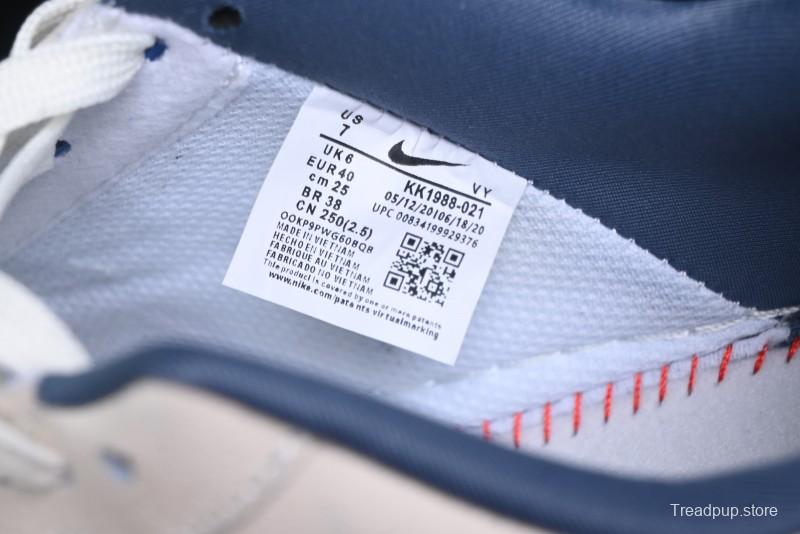 US
7
UK 6
EUR 40
cm 25
BR 38
CN 250(2.5)
VY
KK1988-021
05/12/20|06/18/20
UPC 00834199929376
OOKP9PWG608QR
MADE IN VIETNAM
HECHO EN VIETNAM
FABRIQUE AU VIETNAM
FABRICADO NO VIETNAM
This product is covered by one or more patents
www.nike.com/patents virtualmarking
Treadpup.store